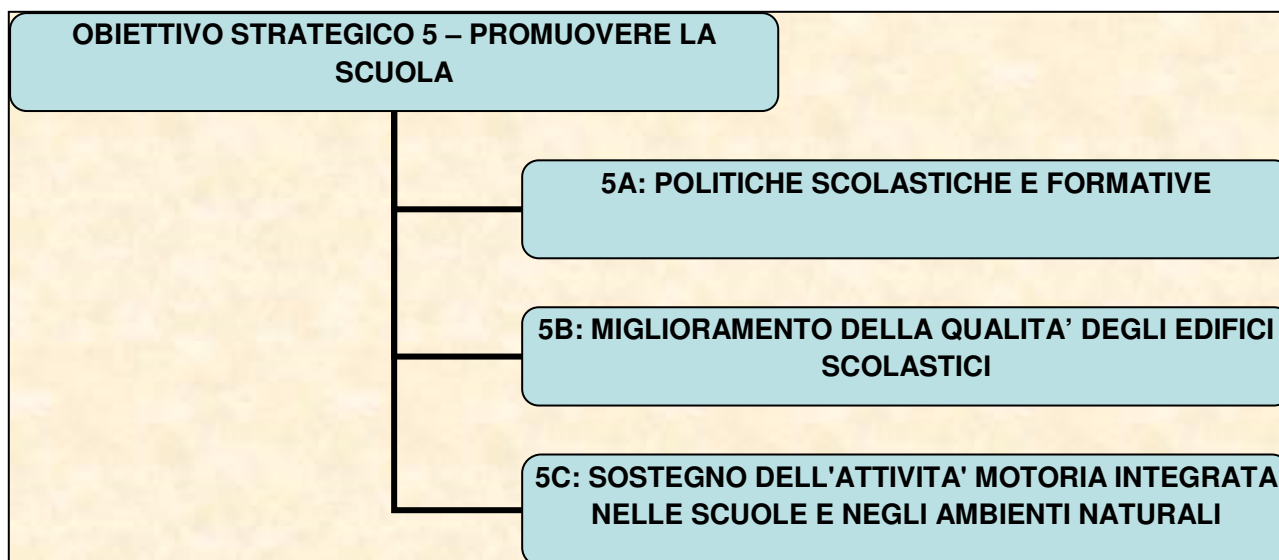 OBIETTIVO STRATEGICO 5 – PROMUOVERE LA
SCUOLA
5A: POLITICHE SCOLASTICHE E FORMATIVE
5B: MIGLIORAMENTO DELLA QUALITA’ DEGLI EDIFICI
SCOLASTICI
5C: SOSTEGNO DELL'ATTIVITA' MOTORIA INTEGRATA
NELLE SCUOLE E NEGLI AMBIENTI NATURALI